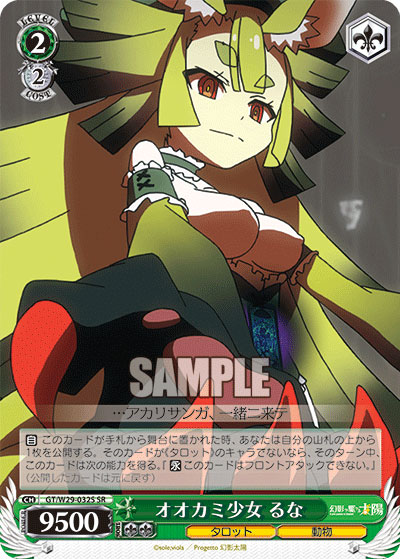 LEVEL
2
2
COST
SAMPLE
…アカリサンガ、一緒ニ来テ
自 このカードが手札から舞台に置かれた時、あなたは自分の山札の上から
1枚を公開する。そのカードが《タロット》のキャラでないなら、そのターン中、
このカードは次の能力を得る。『永 このカードはフロントアタックできない。』
(公開したカードは元に戻す)
CH GT/W29-032S SR
9500
オオカミ少女 るな
幻影ヲ駆ケル太陽
タロット
動物
©sole;viola / Progetto 幻影太陽